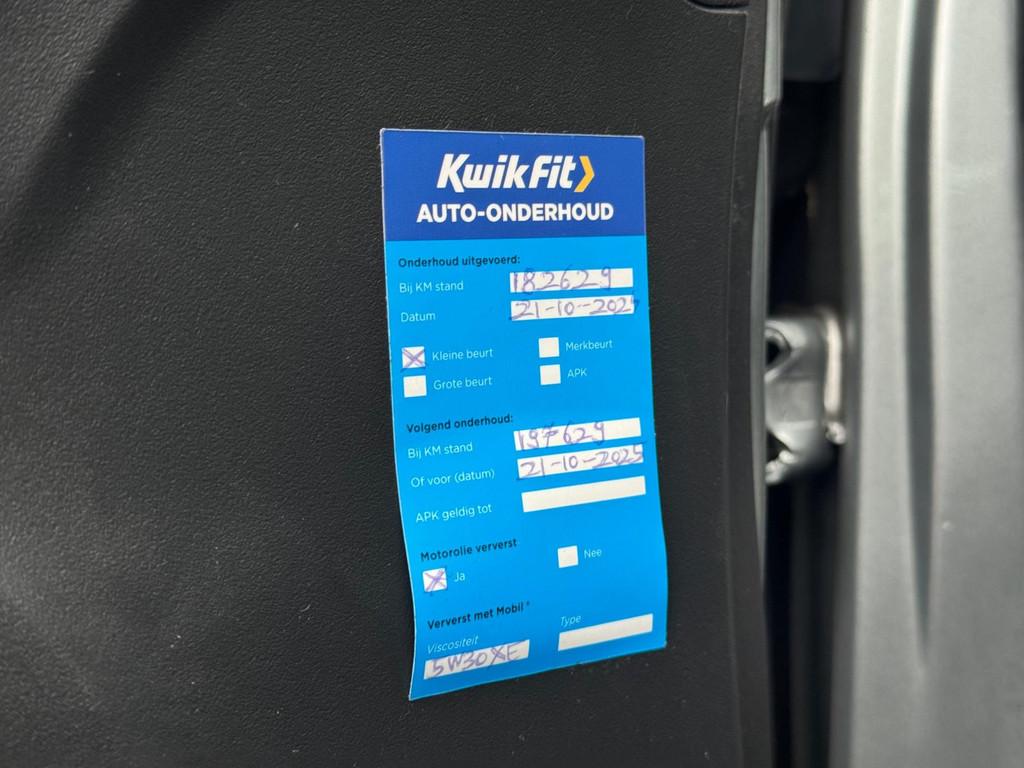 KwikFit
AUTO-ONDERHOUD
Onderhoud uitgevoerd:
Bij KM stand 182629
Datum 21-10-2024
Kleine beurt Merkbeurt
Grote beurt APK
Volgend onderhoud:
Bij KM stand 197629
Of voor (datum) 21-10-2025
APK geldig tot
Motorolie ververst
Ja Nee
Ververst met Mobil
Viscositeit Type
5W30XE